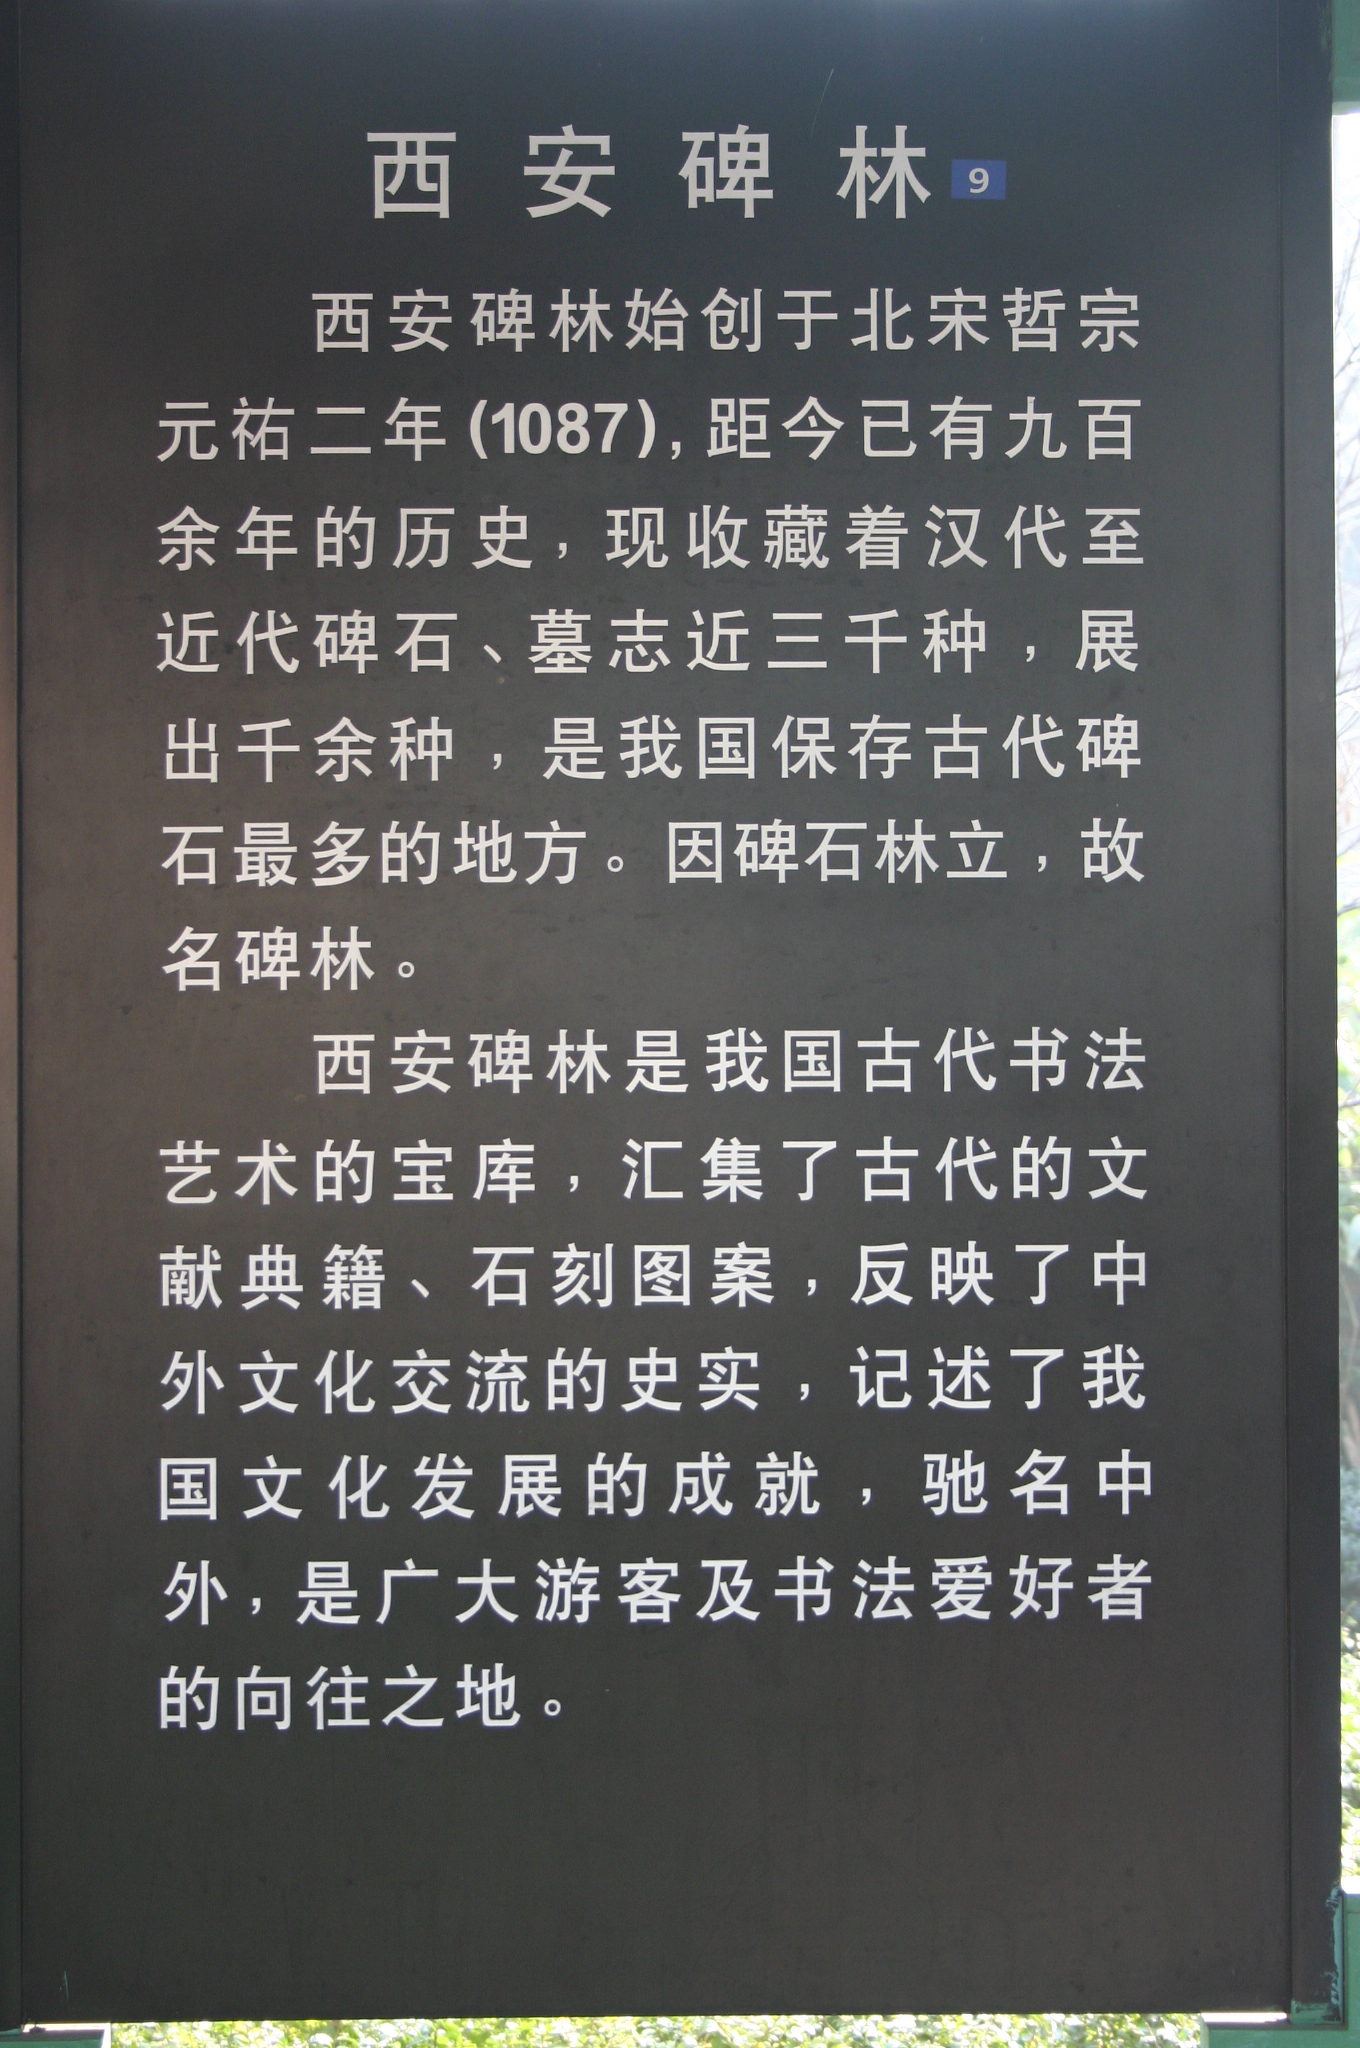 西安碑林 9
西安碑林始创于北宋哲宗
元祐二年(1087),距今已有九百
余年的历史，现收藏着汉代至
近代碑石、墓志近三千种，展
出千余种，是我国保存古代碑
石最多的地方。因碑石林立，故
名碑林。
西安碑林是我国古代书法
艺术的宝库，汇集了古代的文
献典籍、石刻图案，反映了中
外文化交流的史实，记述了我
国文化发展的成就，驰名中
外，是广大游客及书法爱好者
的向往之地。